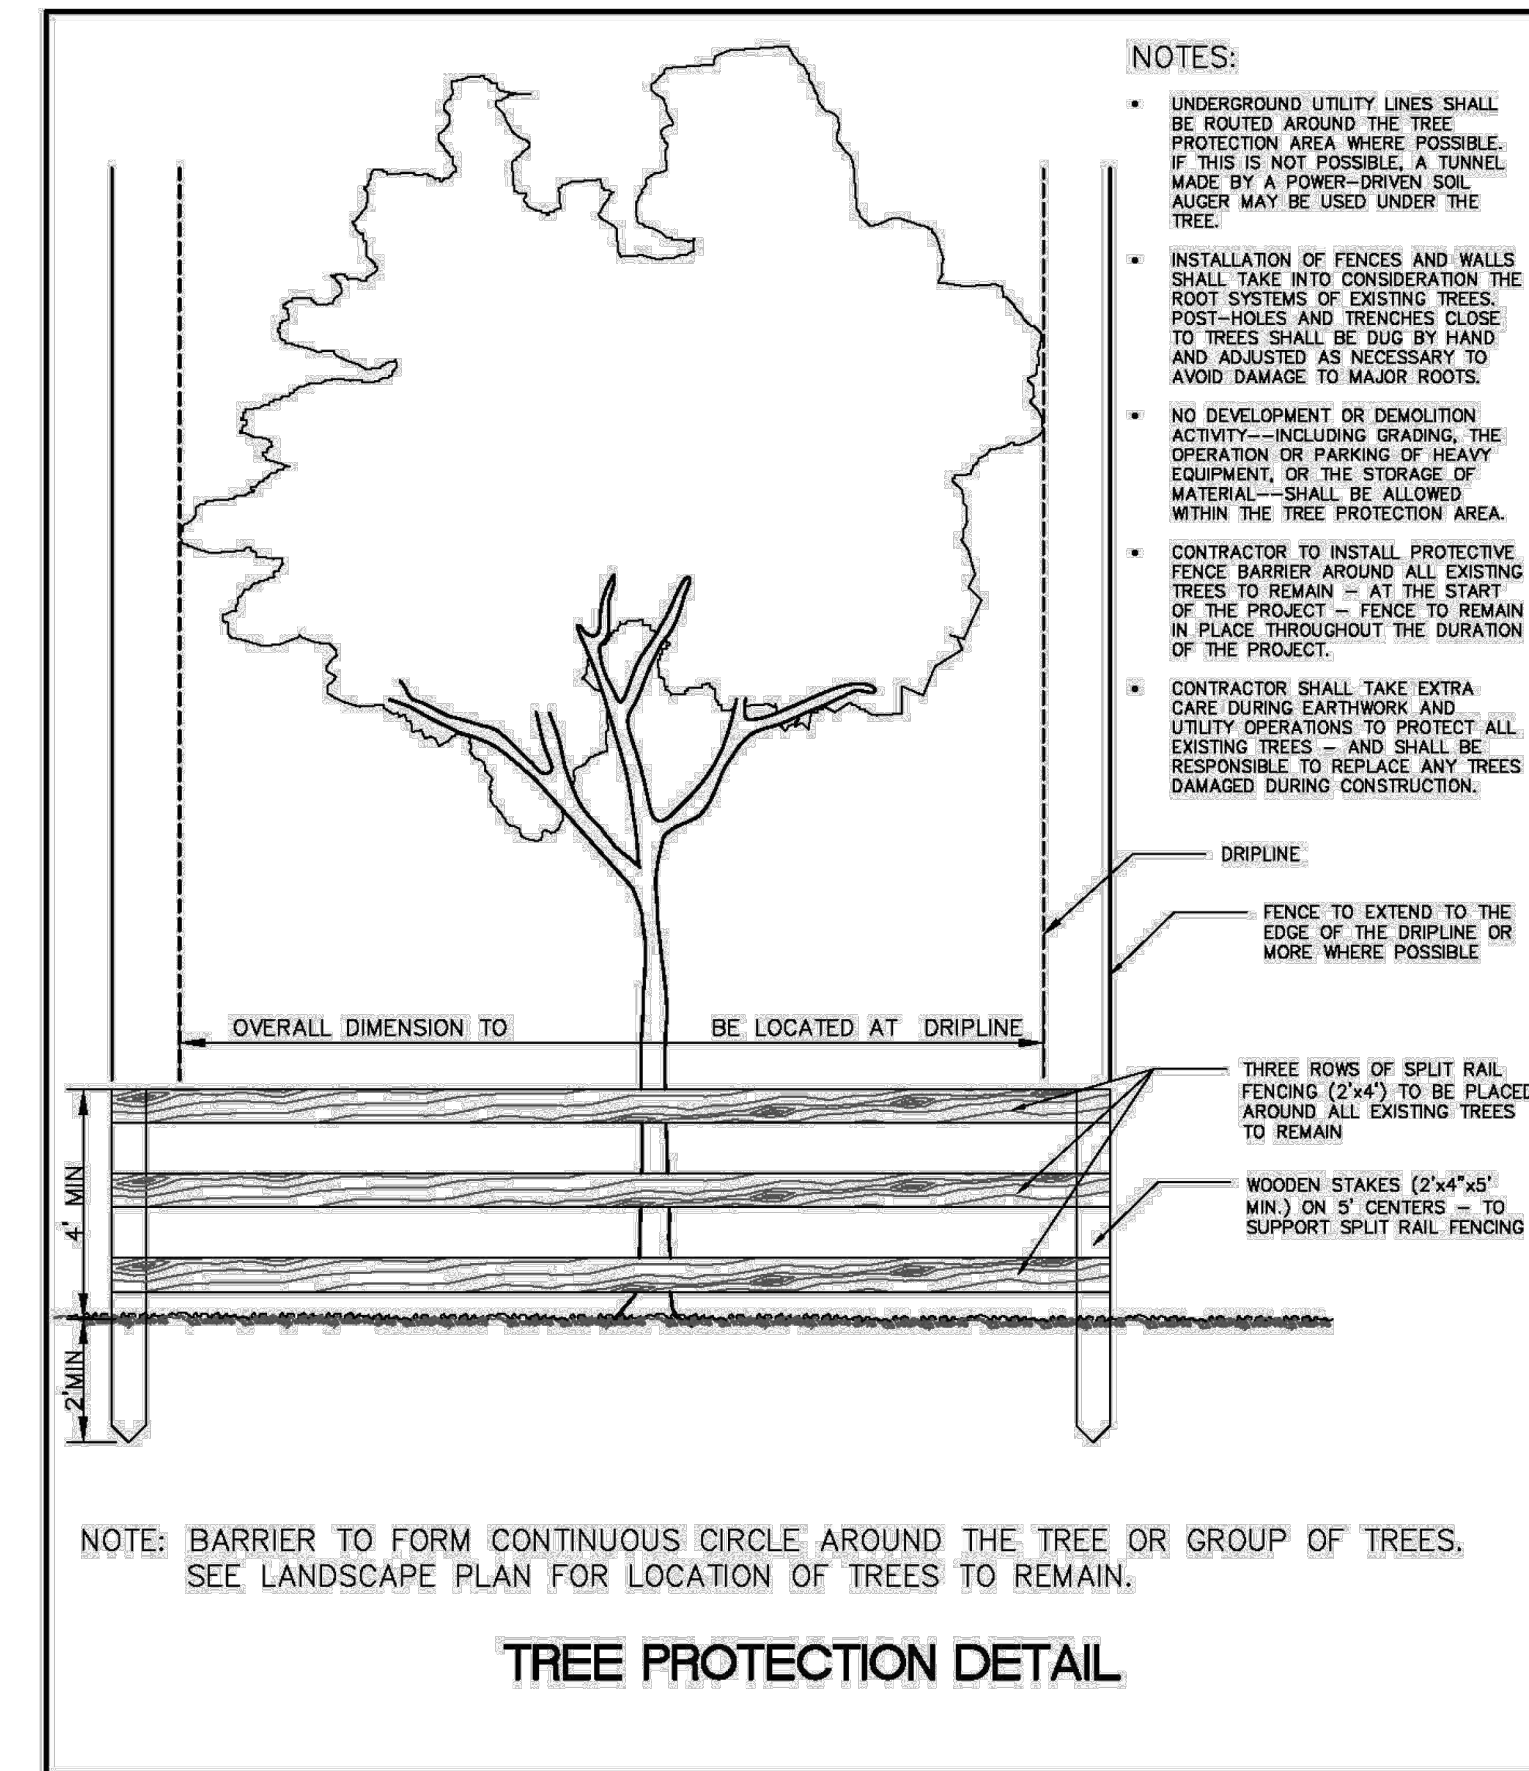 NOTES:
• UNDERGROUND UTILITY LINES SHALL
BE ROUTED AROUND THE TREE
PROTECTION AREA WHERE POSSIBLE.
IF THIS IS NOT POSSIBLE, A TUNNEL
MADE BY A POWER-DRIVEN SOIL
AUGER MAY BE USED UNDER THE
TREE.
• INSTALLATION OF FENCES AND WALLS
SHALL TAKE INTO CONSIDERATION THE
ROOT SYSTEMS OF EXISTING TREES.
POST-HOLES AND TRENCHES CLOSE
TO TREES SHALL BE DUG BY HAND
AND ADJUSTED AS NECESSARY TO
AVOID DAMAGE TO MAJOR ROOTS.
• NO DEVELOPMENT OR DEMOLITION
ACTIVITY--INCLUDING GRADING, THE
OPERATION OR PARKING OF HEAVY
EQUIPMENT, OR THE STORAGE OF
MATERIAL--SHALL BE ALLOWED
WITHIN THE TREE PROTECTION AREA.
• CONTRACTOR TO INSTALL PROTECTIVE
FENCE BARRIER AROUND ALL EXISTING
TREES TO REMAIN - AT THE START
OF THE PROJECT - FENCE TO REMAIN
IN PLACE THROUGHOUT THE DURATION
OF THE PROJECT.
• CONTRACTOR SHALL TAKE EXTRA
CARE DURING EARTHWORK AND
UTILITY OPERATIONS TO PROTECT ALL
EXISTING TREES - AND SHALL BE
RESPONSIBLE TO REPLACE ANY TREES
DAMAGED DURING CONSTRUCTION.
DRIPLINE
FENCE TO EXTEND TO THE
EDGE OF THE DRIPLINE OR
MORE WHERE POSSIBLE
OVERALL DIMENSION TO BE LOCATED AT DRIPLINE
THREE ROWS OF SPLIT RAIL
FENCING (2'x4') TO BE PLACED
AROUND ALL EXISTING TREES
TO REMAIN
WOODEN STAKES (2'x4"x5'
MIN.) ON 5' CENTERS - TO
SUPPORT SPLIT RAIL FENCING
4' MIN
2'MIN
NOTE: BARRIER TO FORM CONTINUOUS CIRCLE AROUND THE TREE OR GROUP OF TREES.
SEE LANDSCAPE PLAN FOR LOCATION OF TREES TO REMAIN.
TREE PROTECTION DETAIL